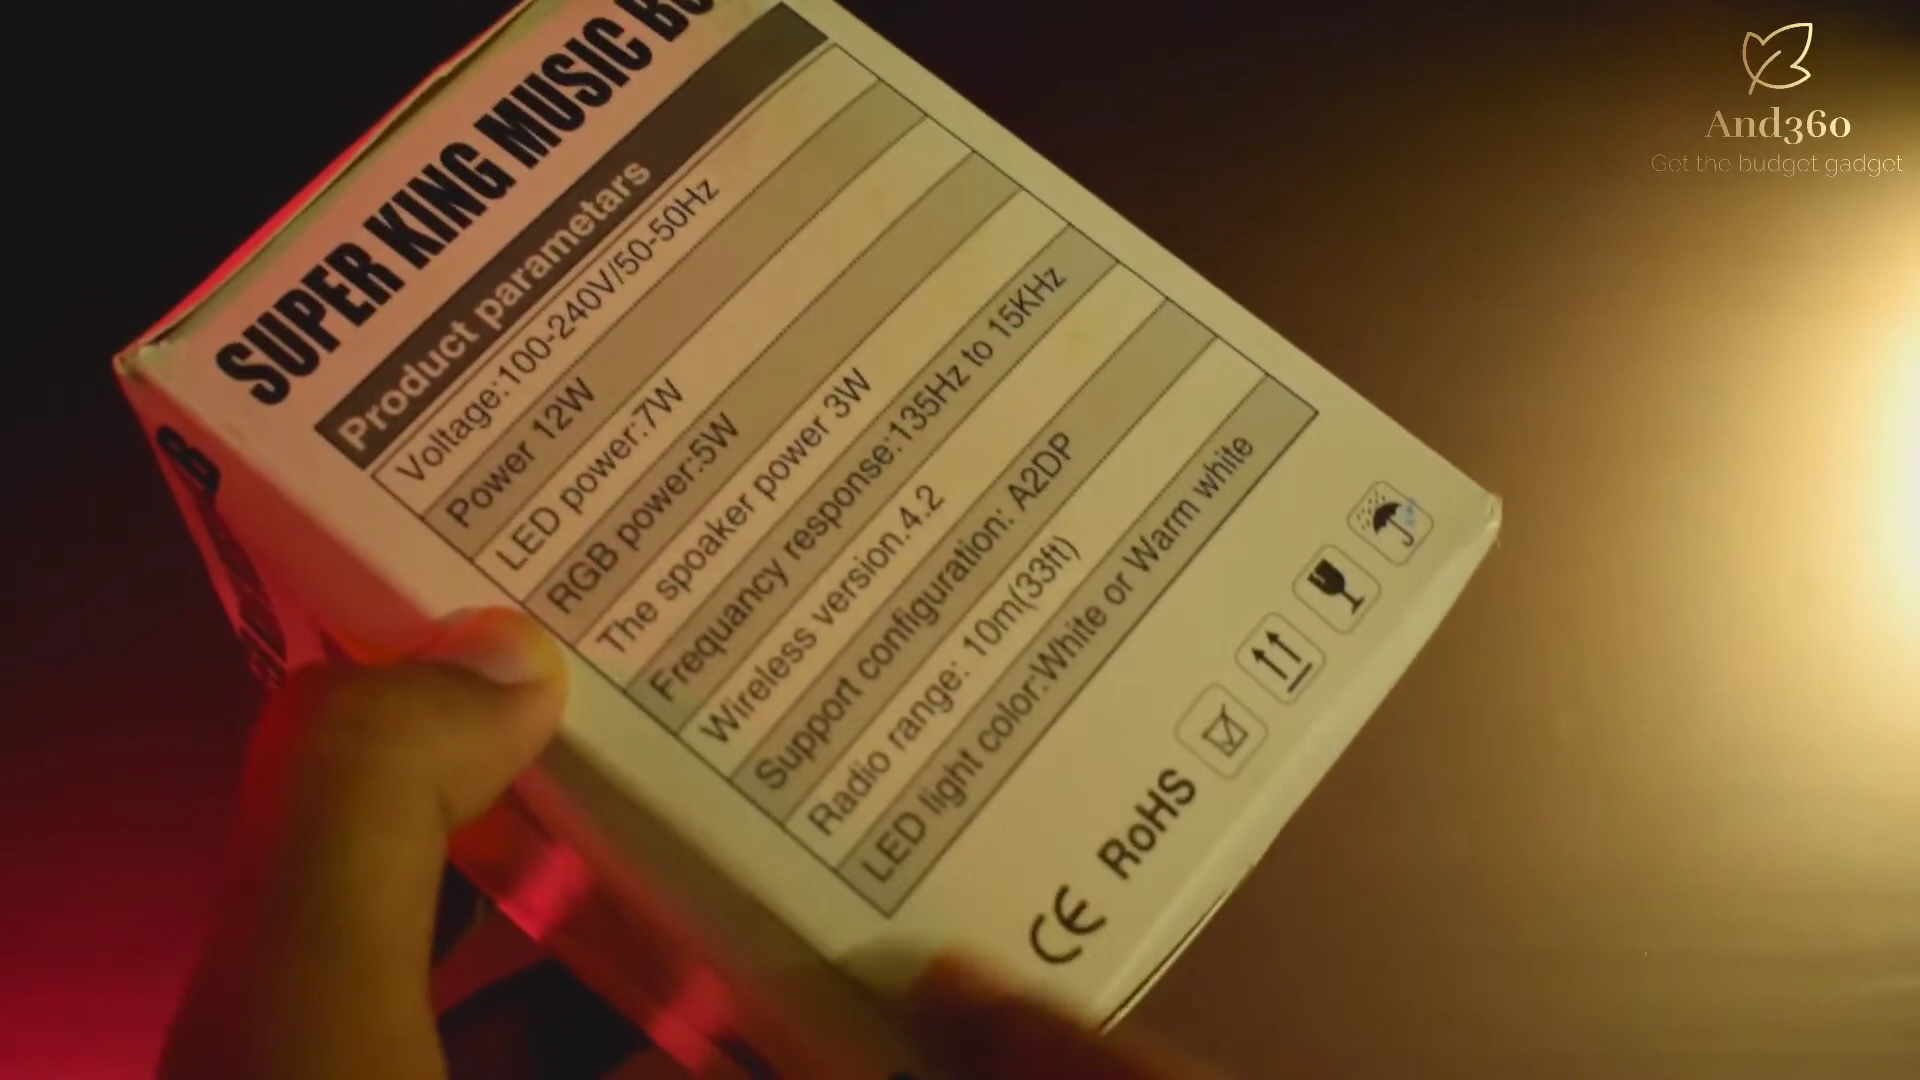 SUPER KING MUSIC
Product parametars
Voltage:100-240V/50-50Hz
Power 12W
LED power:7W
RGB power:5W
The spoaker power 3W
Frequancy response:135Hz to 15KHz
Wireless version.4.2
Support configuration: A2DP
Radio range: 10m(33ft)
LED light color:White or Warm white
CE RoHS
And360
Get the budget gadget